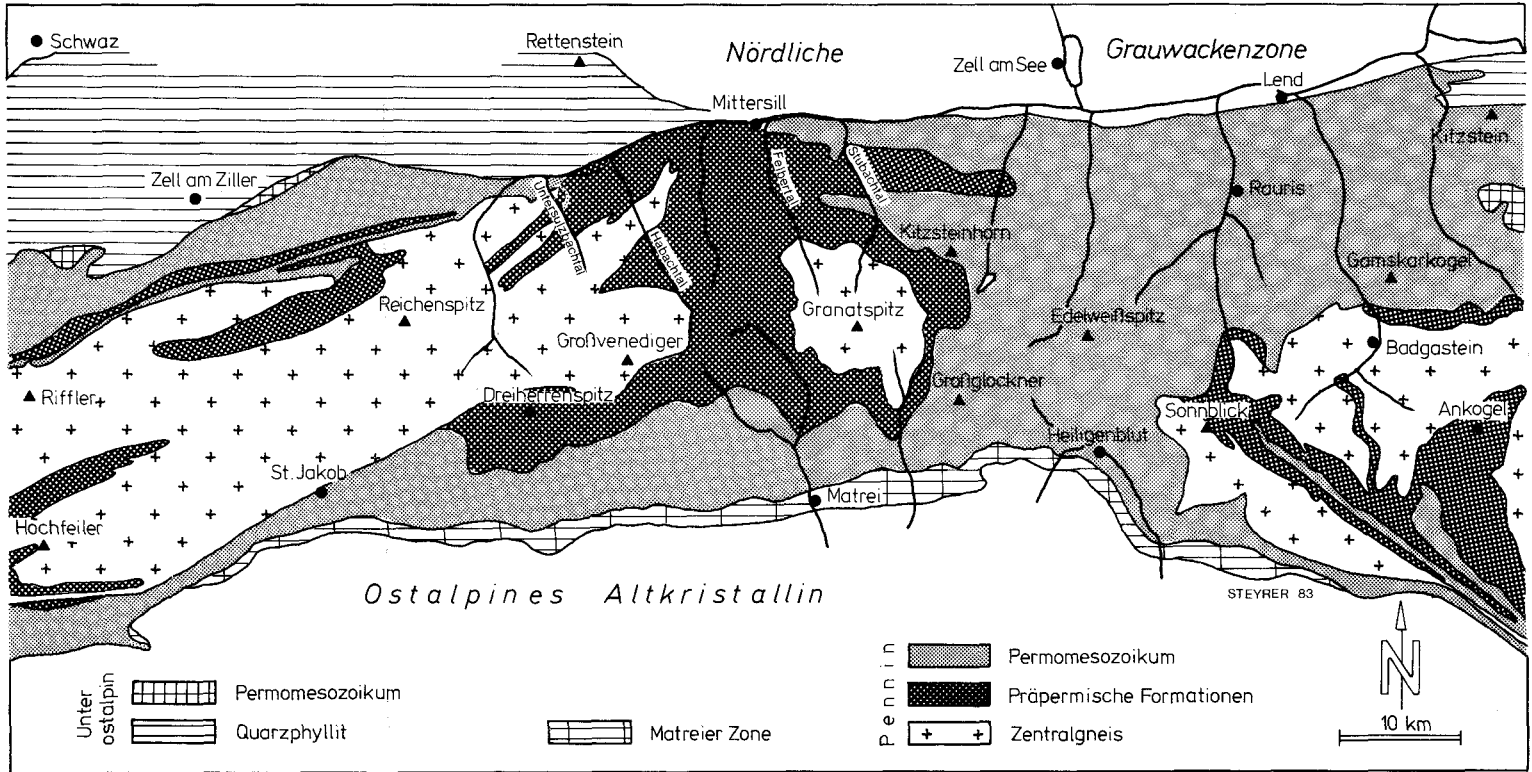 Schwaz
Rettenstein
Nördliche
Grauwackenzone
Zell am See
Lend
Mittersill
Kitzstein
Zell am Ziller
Untersulzbachtal
Habachtal
Felbertal
Stubachtal
Rauris
Kitzsteinhorn
Gamskarkogel
Reichenspitz
Granatspitz
Edelweißspitz
Großvenediger
Badgastein
Riffler
Dreiherrenspitz
Großglockner
Sonnblick
Ankogel
Heiligenblut
St. Jakob
Matrei
Hochfeiler
Ostalpines Altkristallin
STEYRER 83
Unter
ostalpin
Permomesozoikum
Quarzphyllit
Matreier Zone
Pennin
Permomesozoikum
Präpermische Formationen
Zentralgneis
N
10 km